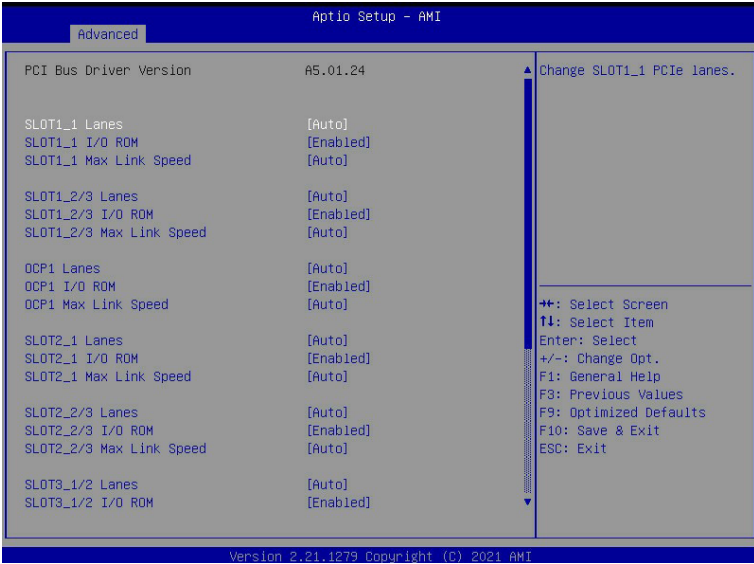 Aptio Setup – AMI
Advanced
PCI Bus Driver Version A5.01.24
SLOT1_1 Lanes [Auto]
SLOT1_1 I/O ROM [Enabled]
SLOT1_1 Max Link Speed [Auto]
SLOT1_2/3 Lanes [Auto]
SLOT1_2/3 I/O ROM [Enabled]
SLOT1_2/3 Max Link Speed [Auto]
OCP1 Lanes [Auto]
OCP1 I/O ROM [Enabled]
OCP1 Max Link Speed [Auto]
SLOT2_1 Lanes [Auto]
SLOT2_1 I/O ROM [Enabled]
SLOT2_1 Max Link Speed [Auto]
SLOT2_2/3 Lanes [Auto]
SLOT2_2/3 I/O ROM [Enabled]
SLOT2_2/3 Max Link Speed [Auto]
SLOT3_1/2 Lanes [Auto]
SLOT3_1/2 I/O ROM [Enabled]
Change SLOT1_1 PCIe lanes.
→←: Select Screen
↑↓: Select Item
Enter: Select
+/-: Change Opt.
F1: General Help
F3: Previous Values
F9: Optimized Defaults
F10: Save & Exit
ESC: Exit
Version 2.21.1279 Copyright (C) 2021 AMI